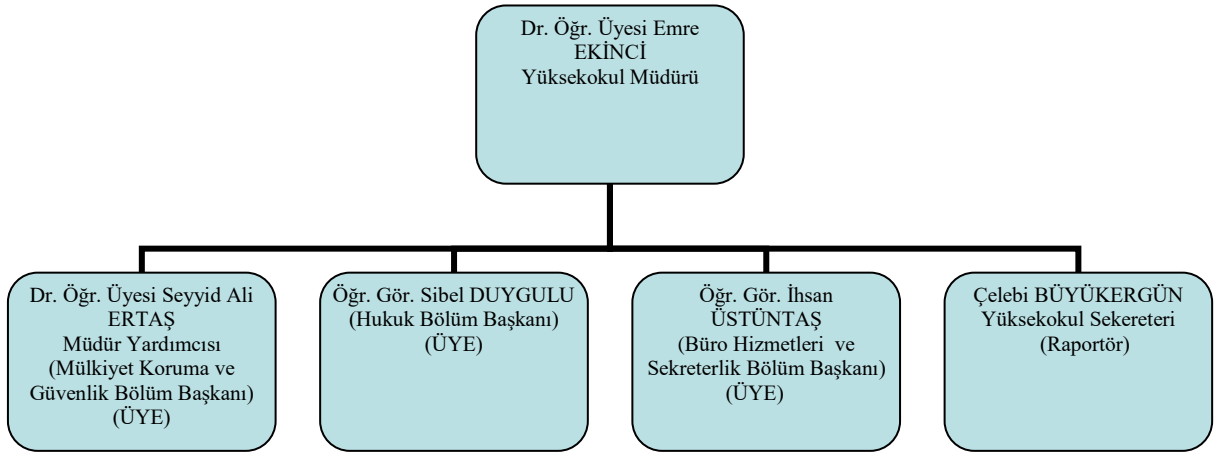 Dr. Öğr. Üyesi Emre
EKİNCİ
Yüksekokul Müdürü
Dr. Öğr. Üyesi Seyyid Ali
ERTAŞ
Müdür Yardımcısı
(Mülkiyet Koruma ve
Güvenlik Bölüm Başkanı)
(ÜYE)
Öğr. Gör. Sibel DUYGULU
(Hukuk Bölüm Başkanı)
(ÜYE)
Öğr. Gör. İhsan
ÜSTÜNTAŞ
(Büro Hizmetleri ve
Sekreterlik Bölüm Başkanı)
(ÜYE)
Çelebi BÜYÜKERGÜN
Yüksekokul Sekereteri
(Raportör)